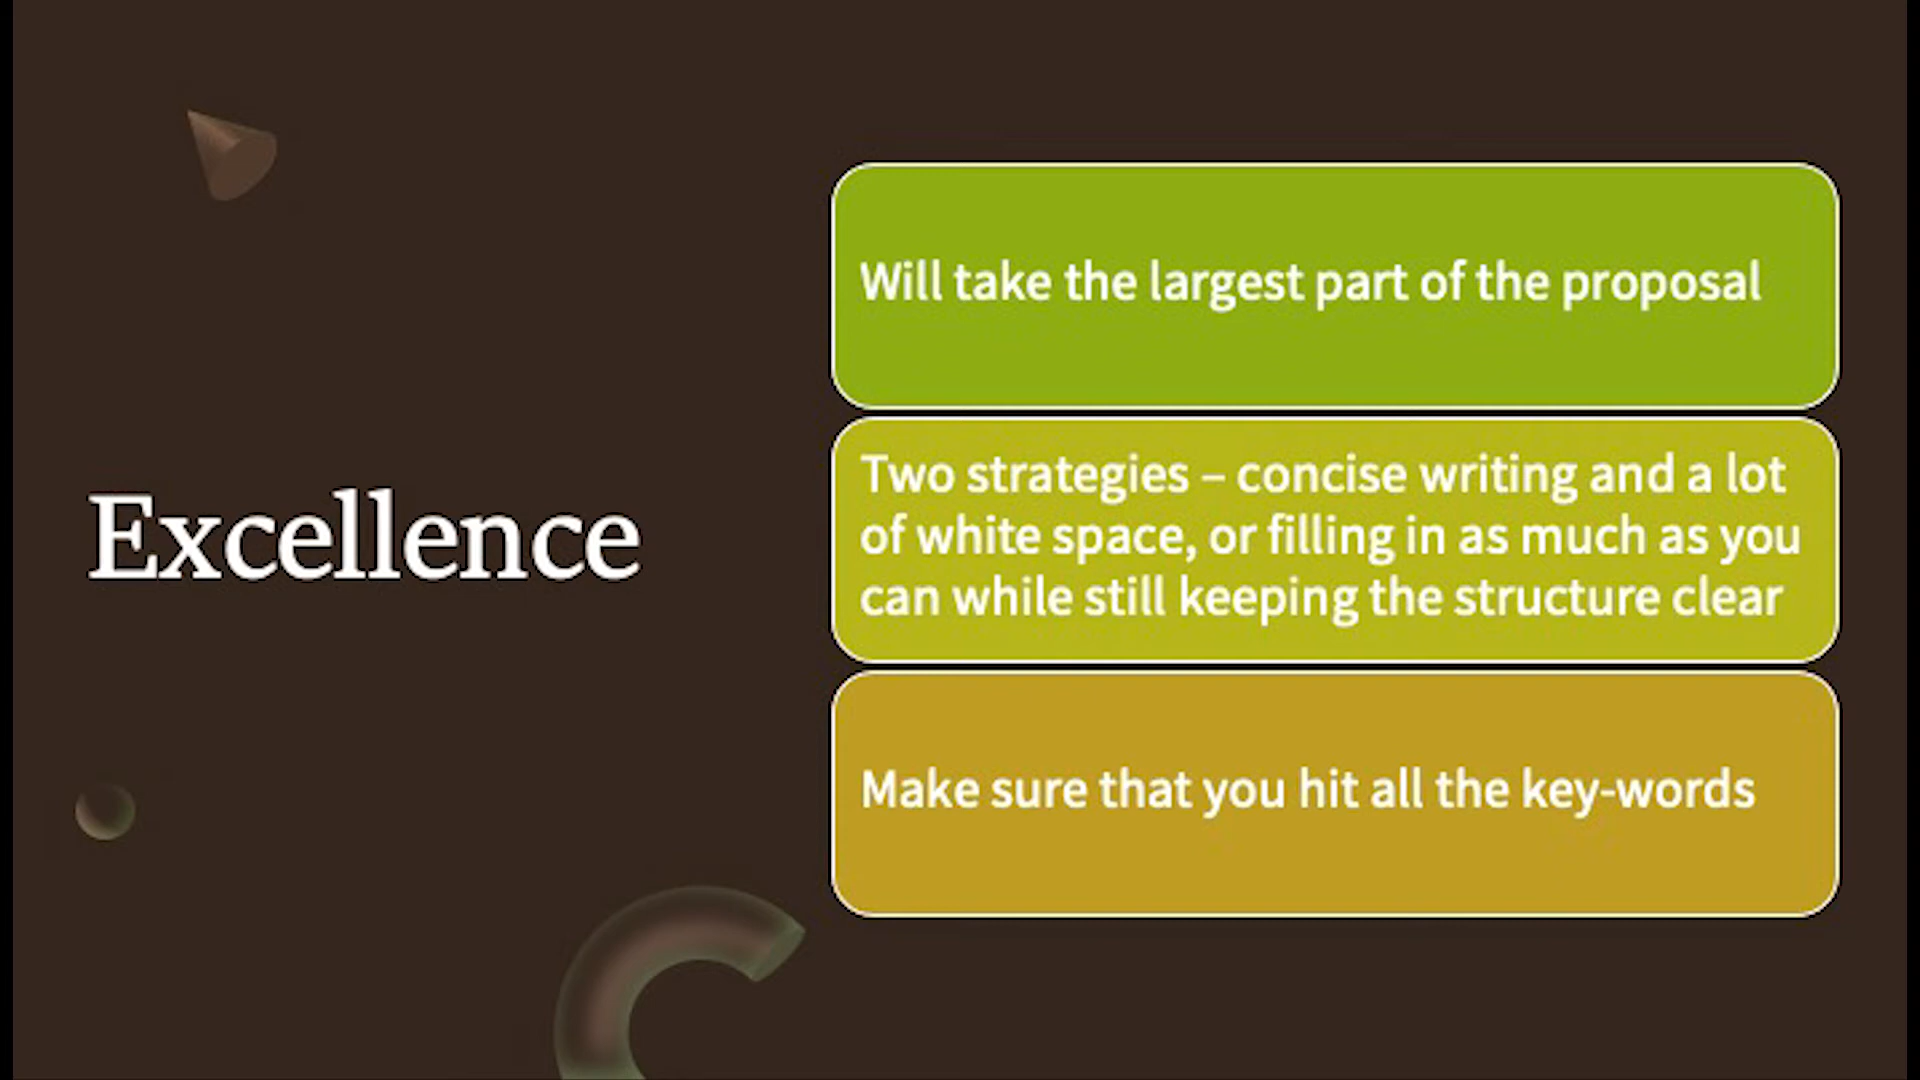 Excellence
Will take the largest part of the proposal
Two strategies – concise writing and a lot
of white space, or filling in as much as you
can while still keeping the structure clear
Make sure that you hit all the key-words